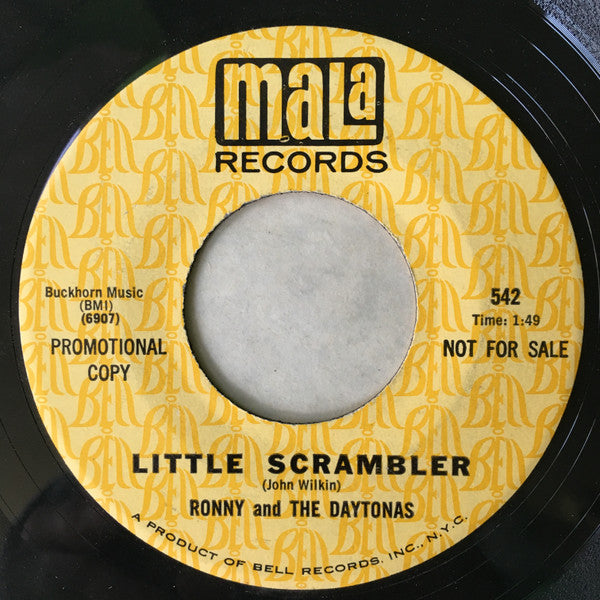 mala
RECORDS
Buckhorn Music
(BMI)
(6907)
PROMOTIONAL
COPY
542
Time: 1:49
NOT FOR SALE
LITTLE SCRAMBLER
(John Wilkin)
RONNY and THE DAYTONAS
A PRODUCT OF BELL RECORDS, INC., N.Y.C.
BELL